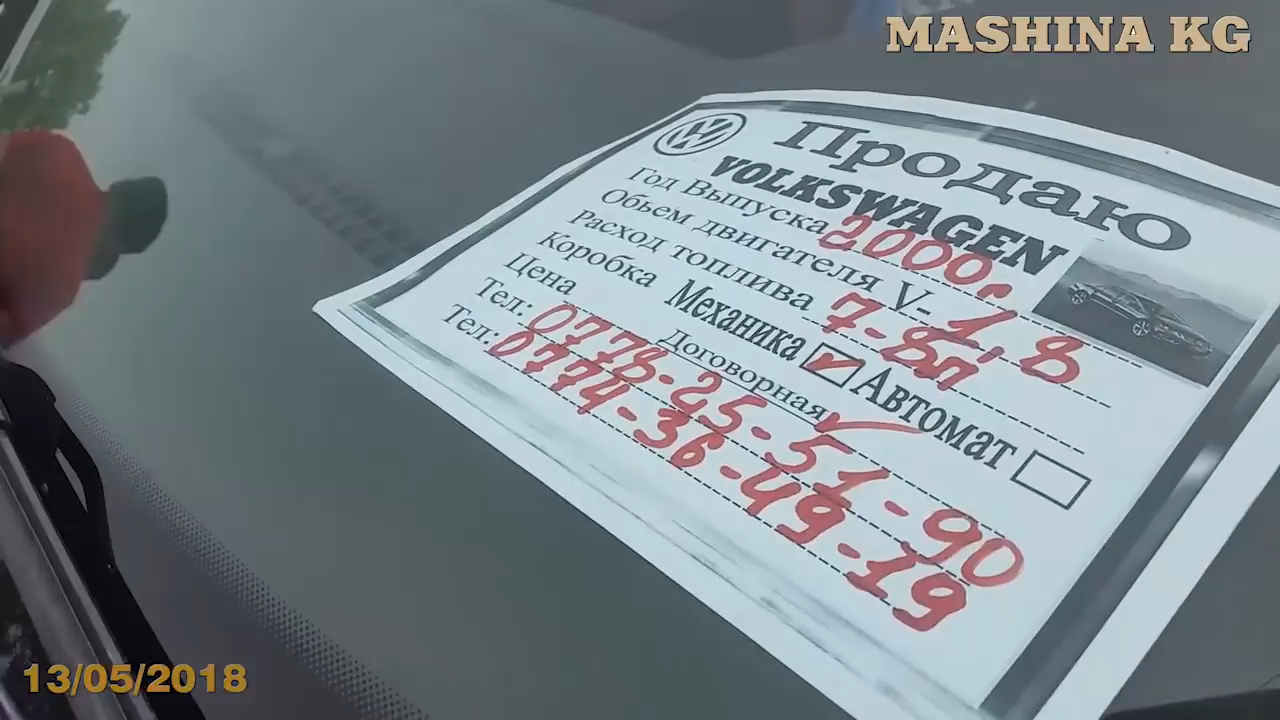 MASHINA KG
Продаю
VOLKSWAGEN
Год Выпуска 2000г
Обьем двигателя V- 1,8
Расход топлива 7-8л
Коробка Механика ✓ Автомат
Цена Договорная ✓
Тел: 0778-25-51-90
Тел: 0774-36-49-19
13/05/2018